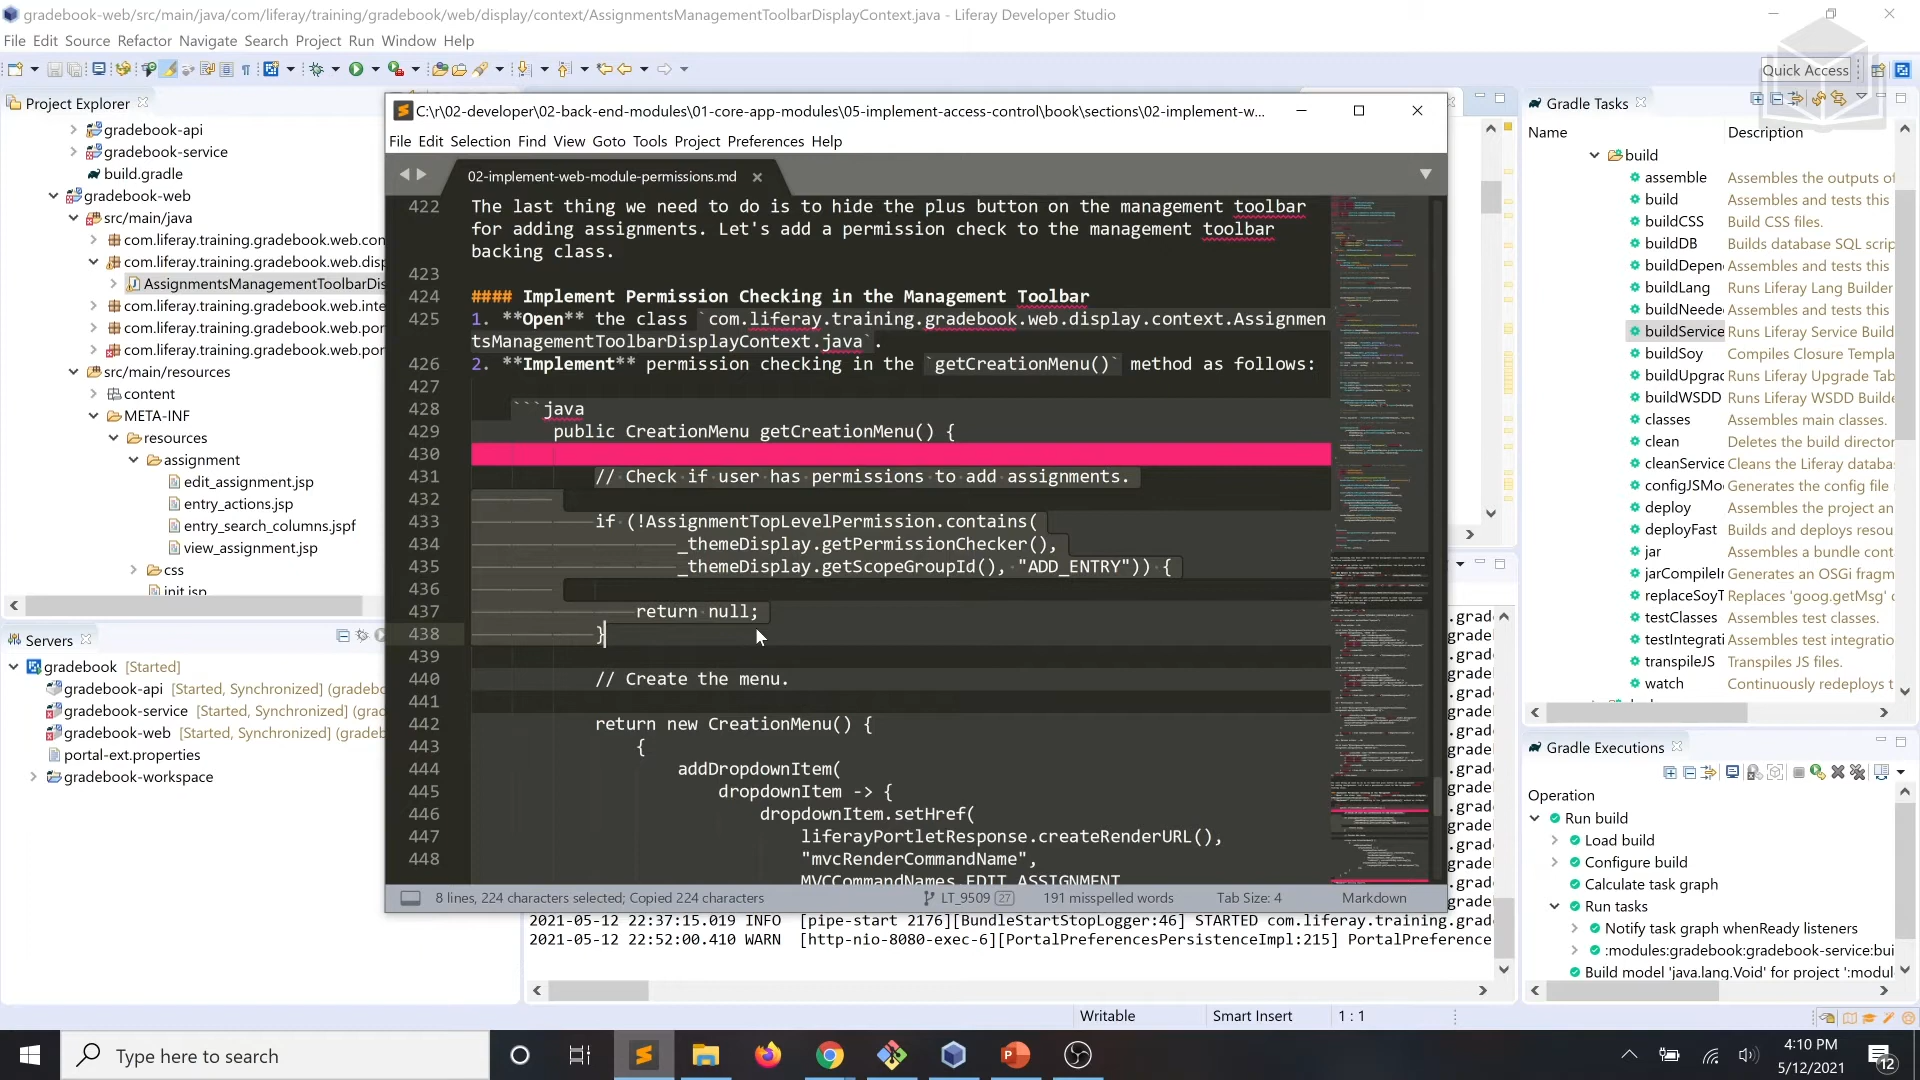 gradebook-web/src/main/java/com/liferay/training/gradebook/web/display/context/AssignmentsManagementToolbarDisplayContext.java - Liferay Developer Studio
File Edit Source Refactor Navigate Search Project Run Window Help
Quick Access
Project Explorer
gradebook-api
gradebook-service
build.gradle
gradebook-web
src/main/java
com.liferay.training.gradebook.web.con
com.liferay.training.gradebook.web.disp
AssignmentsManagementToolbarDis
com.liferay.training.gradebook.web.inte
com.liferay.training.gradebook.web.por
com.liferay.training.gradebook.web.por
src/main/resources
content
META-INF
resources
assignment
edit_assignment.jsp
entry_actions.jsp
entry_search_columns.jspf
view_assignment.jsp
css
init.jsp
Servers
gradebook [Started]
gradebook-api [Started, Synchronized] (gradeb
gradebook-service [Started, Synchronized] (grad
gradebook-web [Started, Synchronized] (gradeb
portal-ext.properties
gradebook-workspace
C:\r\02-developer\02-back-end-modules\01-core-app-modules\05-implement-access-control\book\sections\02-implement-w...
File Edit Selection Find View Goto Tools Project Preferences Help
02-implement-web-module-permissions.md
422 The last thing we need to do is to hide the plus button on the management toolbar
for adding assignments. Let's add a permission check to the management toolbar
backing class.
423
424 #### Implement Permission Checking in the Management Toolbar
425 1. **Open** the class `com.liferay.training.gradebook.web.display.context.Assignmen
tsManagementToolbarDisplayContext.java`.
426 2. **Implement** permission checking in the `getCreationMenu()` method as follows:
427
428 ```java
429 public CreationMenu getCreationMenu() {
430
431 // Check if user has permissions to add assignments.
432
433 if (!AssignmentTopLevelPermission.contains(
434 _themeDisplay.getPermissionChecker(),
435 _themeDisplay.getScopeGroupId(), "ADD_ENTRY")) {
436
437 return null;
438 }
439
440 // Create the menu.
441
442 return new CreationMenu() {
443 {
444 addDropdownItem(
445 dropdownItem -> {
446 dropdownItem.setHref(
447 liferayPortletResponse.createRenderURL(),
448 "mvcRenderCommandName",
MVCCommandNames.EDIT_ASSIGNMENT
8 lines, 224 characters selected; Copied 224 characters
LT_9509 27
191 misspelled words
Tab Size: 4
Markdown
2021-05-12 22:37:15.019 INFO [pipe-start 2176][BundleStartStopLogger:46] STARTED com.liferay.training.grade
2021-05-12 22:52:00.410 WARN [http-nio-8080-exec-6][PortalPreferencesPersistenceImpl:215] PortalPreference
Writable
Smart Insert
1 : 1
Gradle Tasks
Name Description
build
assemble Assembles the outputs of
build Assembles and tests this
buildCSS Build CSS files.
buildDB Builds database SQL scrip
buildDepen Assembles and tests this
buildLang Runs Liferay Lang Builder
buildNeede Assembles and tests this
buildService Runs Liferay Service Build
buildSoy Compiles Closure Templa
buildUpgrad Runs Liferay Upgrade Tab
buildWSDD Runs Liferay WSDD Builde
classes Assembles main classes.
clean Deletes the build director
cleanService Cleans the Liferay databas
configJSMo Generates the config file
deploy Assembles the project an
deployFast Builds and deploys resou
jar Assembles a bundle cont
jarCompileIn Generates an OSGi fragm
replaceSoyT Replaces 'goog.getMsg' c
testClasses Assembles test classes.
testIntegrati Assembles test integratio
transpileJS Transpiles JS files.
watch Continuously redeploys t
Gradle Executions
Operation
Run build
Load build
Configure build
Calculate task graph
Run tasks
Notify task graph whenReady listeners
:modules:gradebook:gradebook-service:bui
Build model 'java.lang.Void' for project ':modul
Type here to search
4:10 PM
5/12/2021
12